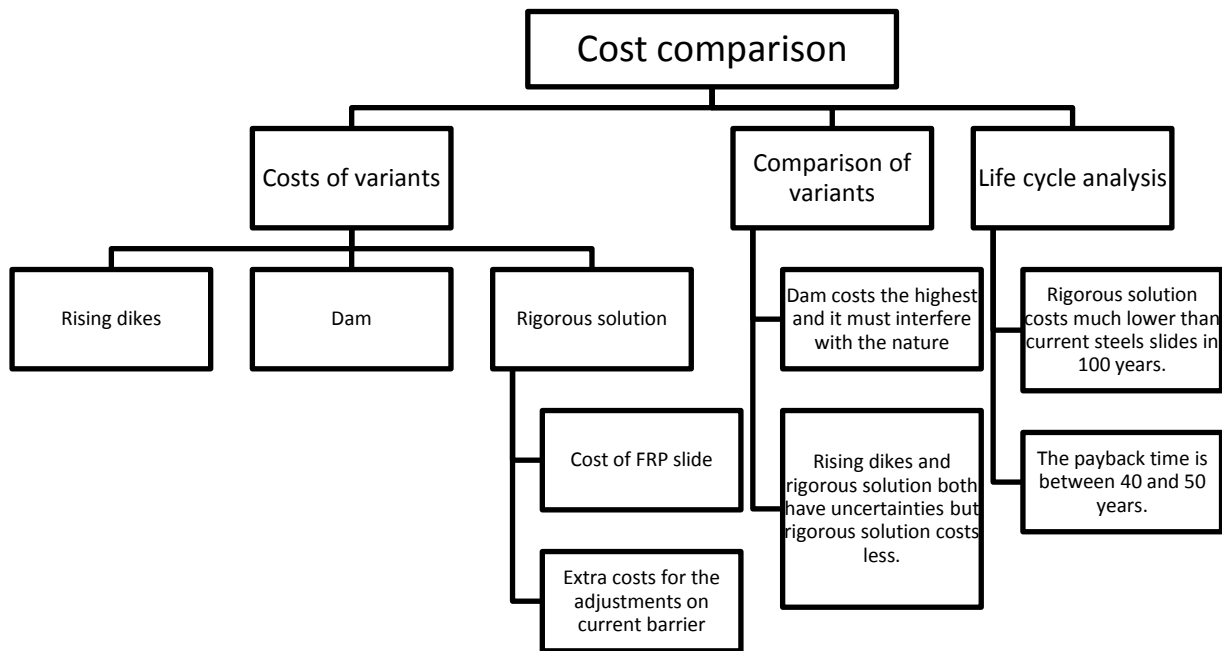 Cost comparison
Costs of variants
Comparison of
variants
Life cycle analysis
Rising dikes
Dam
Rigorous solution
Cost of FRP slide
Extra costs for the
adjustments on
current barrier
Dam costs the highest
and it must interfere
with the nature
Rising dikes and
rigorous solution both
have uncertainties but
rigorous solution costs
less.
Rigorous solution
costs much lower than
current steels slides in
100 years.
The payback time is
between 40 and 50
years.